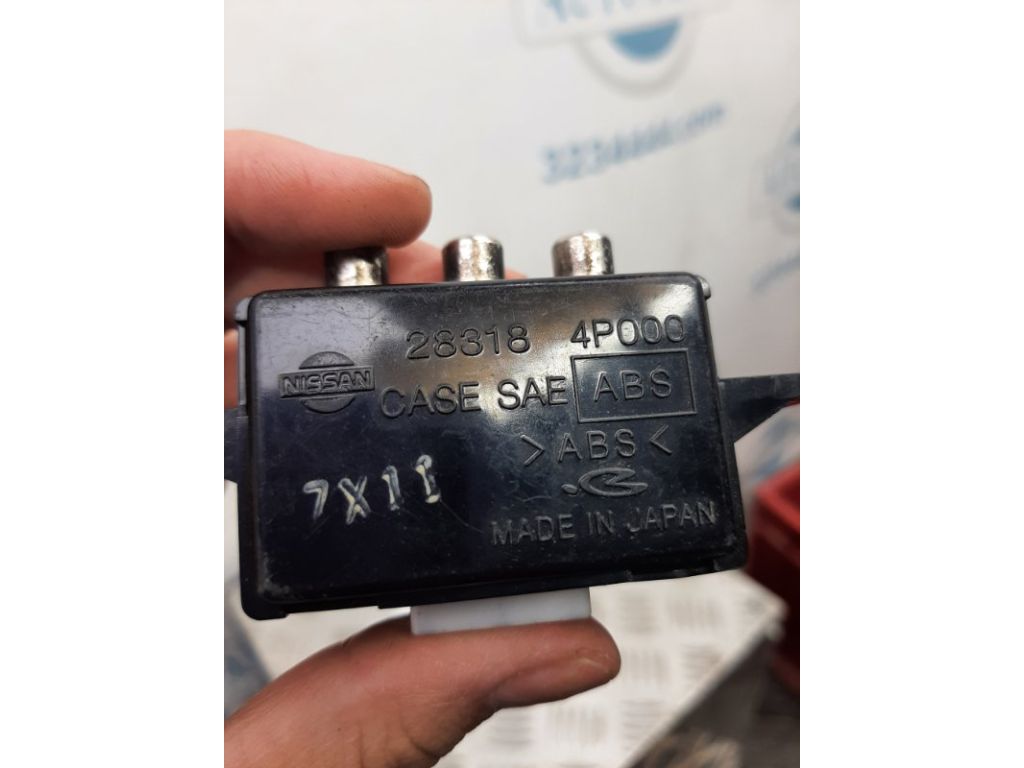 28318 4P000
NISSAN
CASE SAE ABS
>ABS<
7X11
MADE IN JAPAN